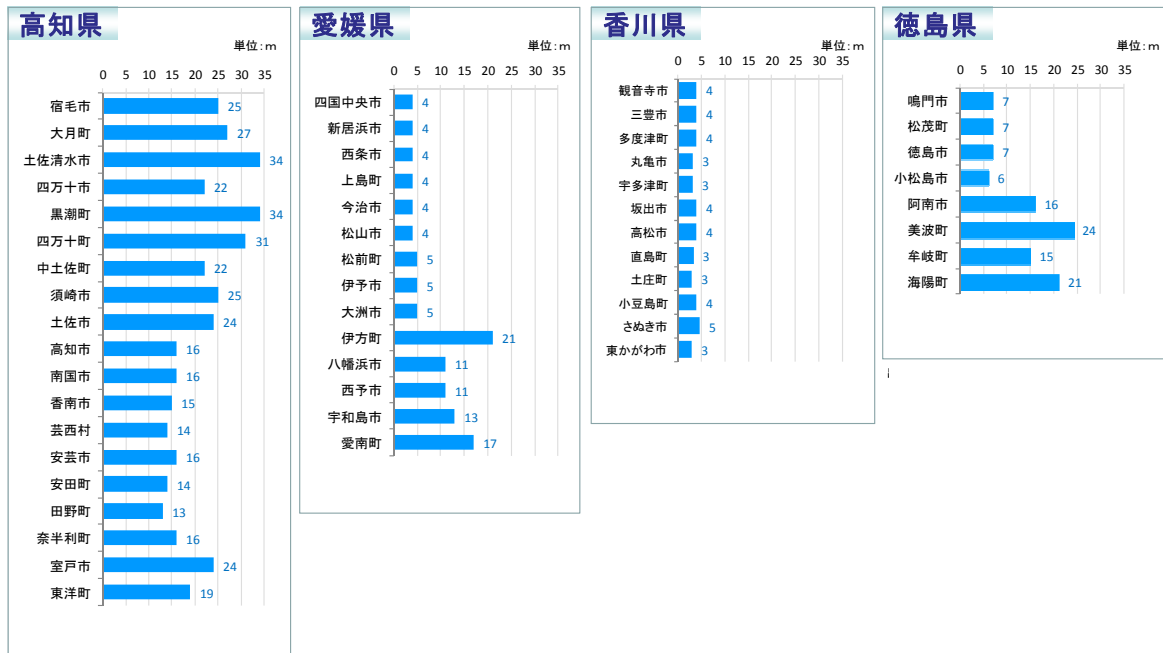 高知県
単位：m
0 5 10 15 20 25 30 35
宿毛市 25
大月町 27
土佐清水市 34
四万十市 22
黒潮町 34
四万十町 31
中土佐町 22
須崎市 25
土佐市 24
高知市 16
南国市 16
香南市 15
芸西村 14
安芸市 16
安田町 14
田野町 13
奈半利町 16
室戸市 24
東洋町 19
愛媛県
単位：m
0 5 10 15 20 25 30 35
四国中央市 4
新居浜市 4
西条市 4
上島町 4
今治市 4
松山市 4
松前町 5
伊予市 5
大洲市 5
伊方町 21
八幡浜市 11
西予市 11
宇和島市 13
愛南町 17
香川県
単位：m
0 5 10 15 20 25 30 35
観音寺市 4
三豊市 4
多度津町 4
丸亀市 3
宇多津町 3
坂出市 4
高松市 4
直島町 3
土庄町 3
小豆島町 4
さぬき市 5
東かがわ市 3
徳島県
単位：m
0 5 10 15 20 25 30 35
鳴門市 7
松茂町 7
徳島市 7
小松島市 6
阿南市 16
美波町 24
牟岐町 15
海陽町 21